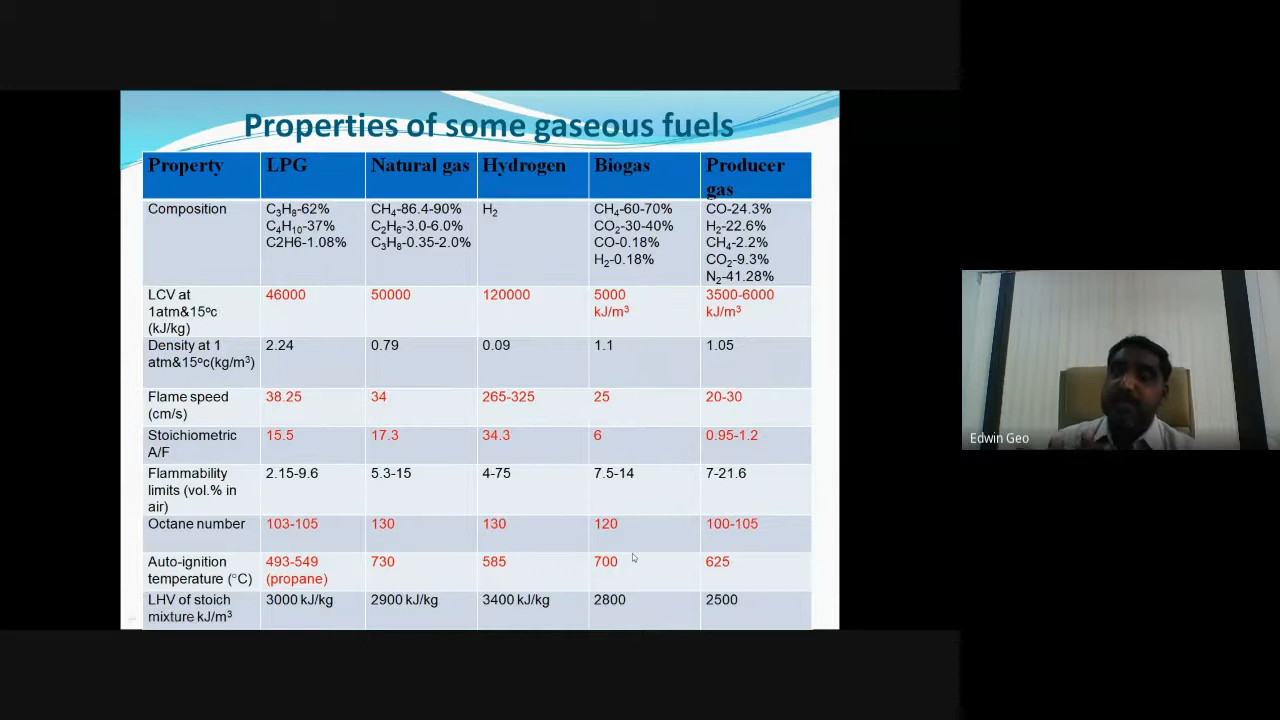 Properties of some gaseous fuels
Property LPG Natural gas Hydrogen Biogas Producer gas
Composition
C₃H₈-62%
C₄H₁₀-37%
C2H6-1.08%
CH₄-86.4-90%
C₂H₆-3.0-6.0%
C₃H₈-0.35-2.0%
H₂
CH₄-60-70%
CO₂-30-40%
CO-0.18%
H₂-0.18%
CO-24.3%
H₂-22.6%
CH₄-2.2%
CO₂-9.3%
N₂-41.28%
LCV at
1atm&15ºc
(kJ/kg)
46000
50000
120000
5000
kJ/m³
3500-6000
kJ/m³
Density at 1
atm&15ºc(kg/m³)
2.24
0.79
0.09
1.1
1.05
Flame speed
(cm/s)
38.25
34
265-325
25
20-30
Stoichiometric
A/F
15.5
17.3
34.3
6
0.95-1.2
Flammability
limits (vol.% in
air)
2.15-9.6
5.3-15
4-75
7.5-14
7-21.6
Octane number
103-105
130
130
120
100-105
Auto-ignition
temperature (°C)
493-549
(propane)
730
585
700
625
LHV of stoich
mixture kJ/m³
3000 kJ/kg
2900 kJ/kg
3400 kJ/kg
2800
2500
Edwin Geo